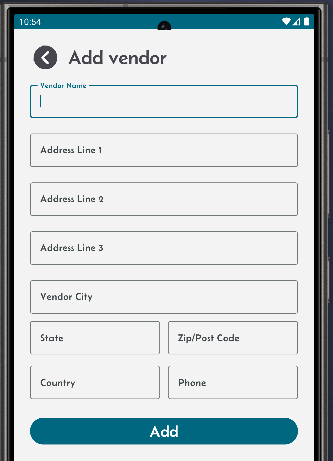 10:54
Add vendor
Vendor Name
Address Line 1
Address Line 2
Address Line 3
Vendor City
State
Zip/Post Code
Country
Phone
Add